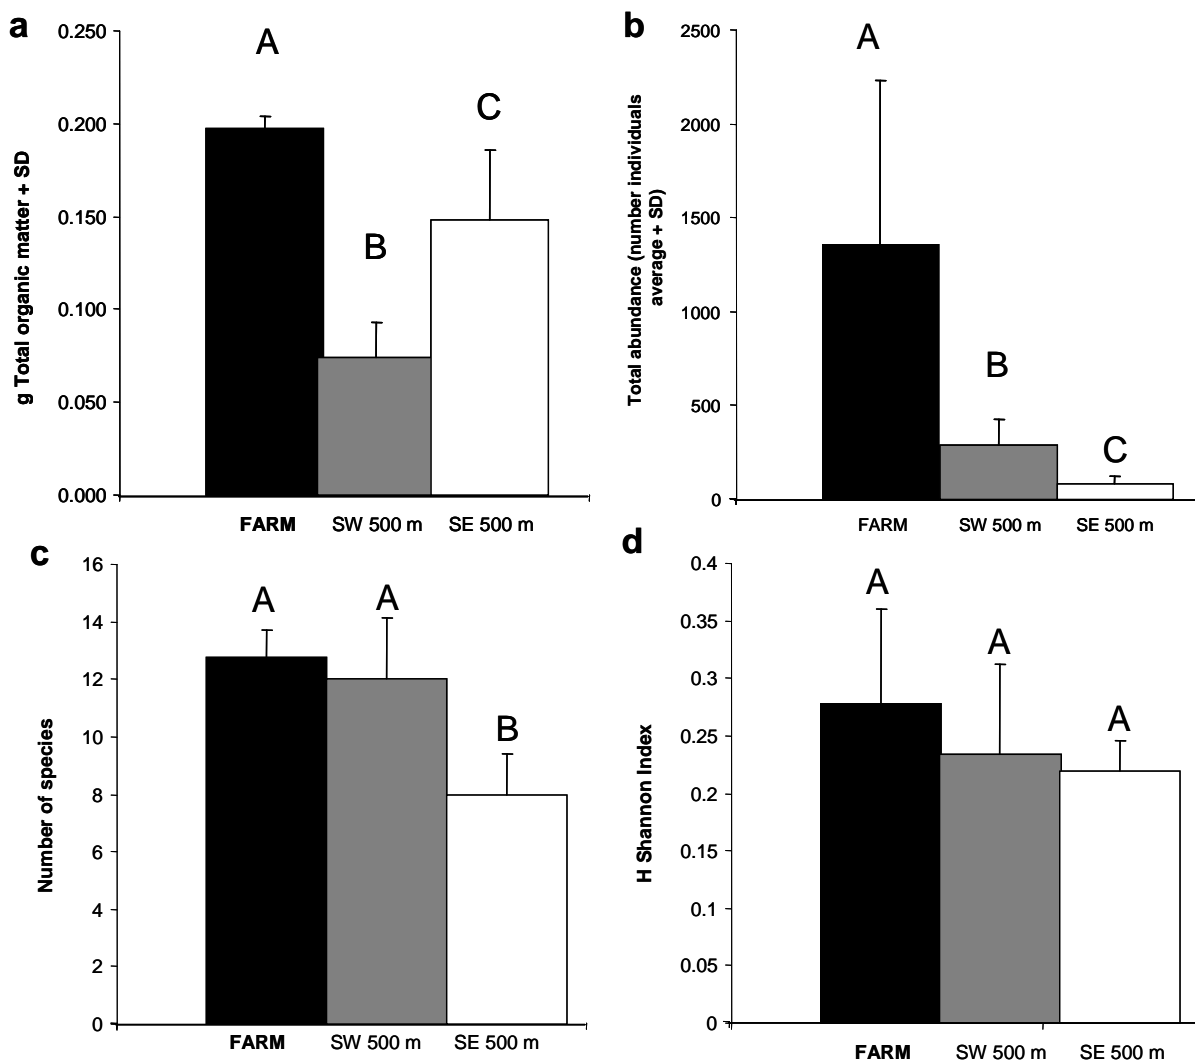 a
g Total organic matter + SD
0.250
0.200
0.150
0.100
0.050
0.000
A
B
C
FARM SW 500 m SE 500 m
b
Total abundance (number individuals
average + SD)
2500
2000
1500
1000
500
0
A
B
C
FARM SW 500 m SE 500 m
c
Number of species
16
14
12
10
8
6
4
2
0
A
A
B
FARM SW 500 m SE 500 m
d
H Shannon Index
0.4
0.35
0.3
0.25
0.2
0.15
0.1
0.05
0
A
A
A
FARM SW 500 m SE 500 m